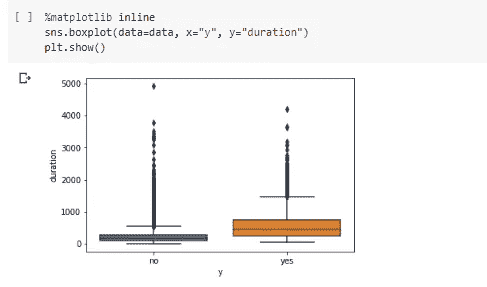 [ ] %matplotlib inline
sns.boxplot(data=data, x="y", y="duration")
plt.show()
5000
4000
3000
2000
1000
0
duration
no yes
y